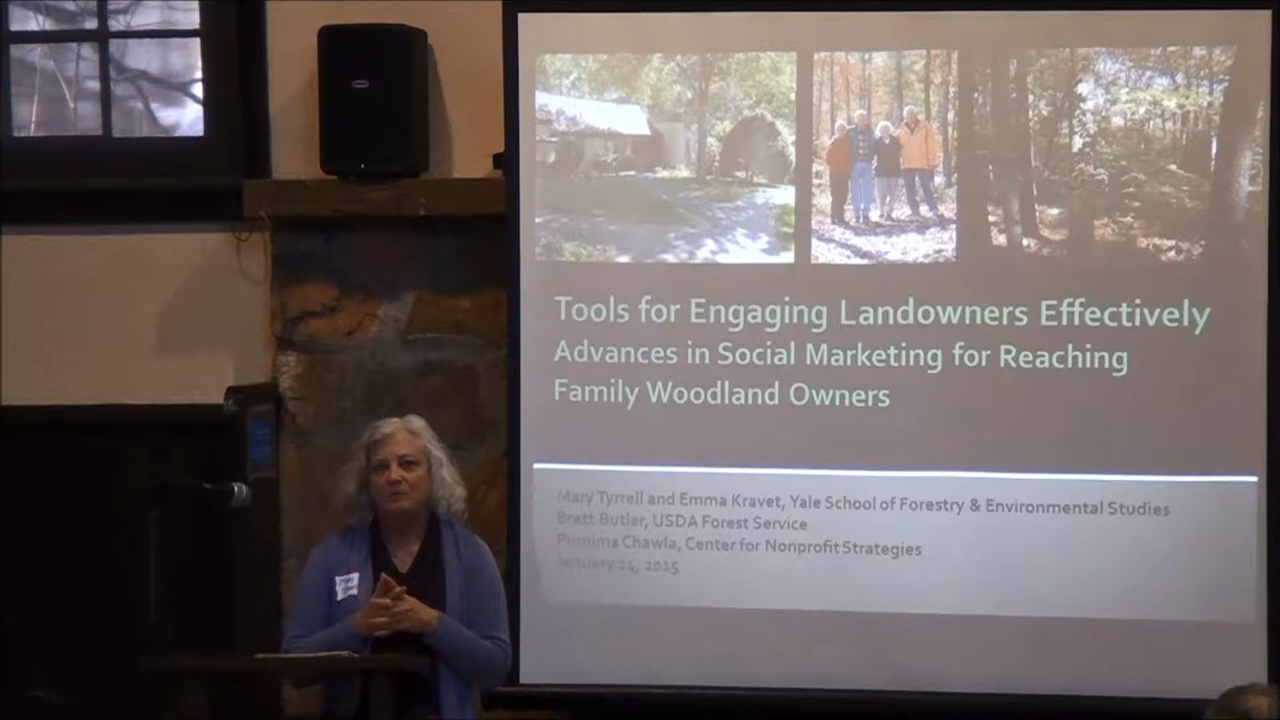 Tools for Engaging Landowners Effectively
Advances in Social Marketing for Reaching
Family Woodland Owners
Mary Tyrrell and Emma Kravet, Yale School of Forestry & Environmental Studies
Brett Butler, USDA Forest Service
Purnima Chawla, Center for Nonprofit Strategies
January 24, 2015